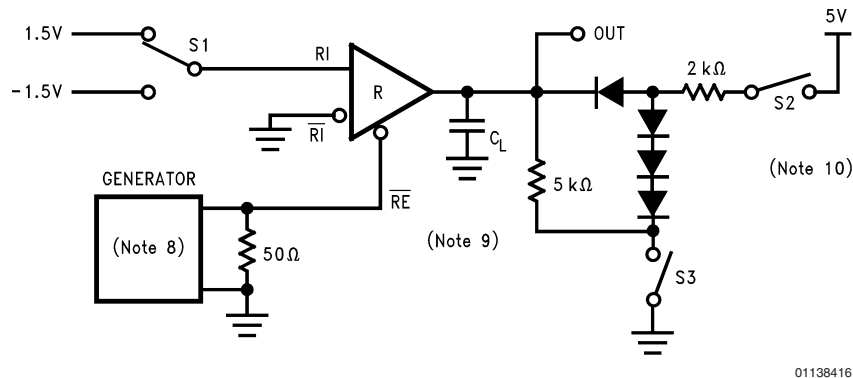 5V
1.5V
S1
RI
OUT
2 kΩ
S2
-1.5V
R
RI
C_L
(Note 10)
GENERATOR
RE
5 kΩ
(Note 8)
50Ω
(Note 9)
S3
01138416